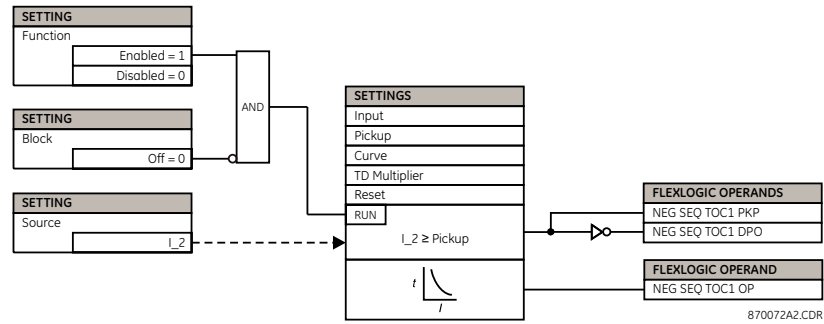 SETTING
Function
Enabled = 1
Disabled = 0
SETTING
Block
Off = 0
SETTING
Source
I_2
AND
SETTINGS
Input
Pickup
Curve
TD Multiplier
Reset
RUN
I_2 ≥ Pickup
t
I
FLEXLOGIC OPERANDS
NEG SEQ TOC1 PKP
NEG SEQ TOC1 DPO
FLEXLOGIC OPERAND
NEG SEQ TOC1 OP
870072A2.CDR